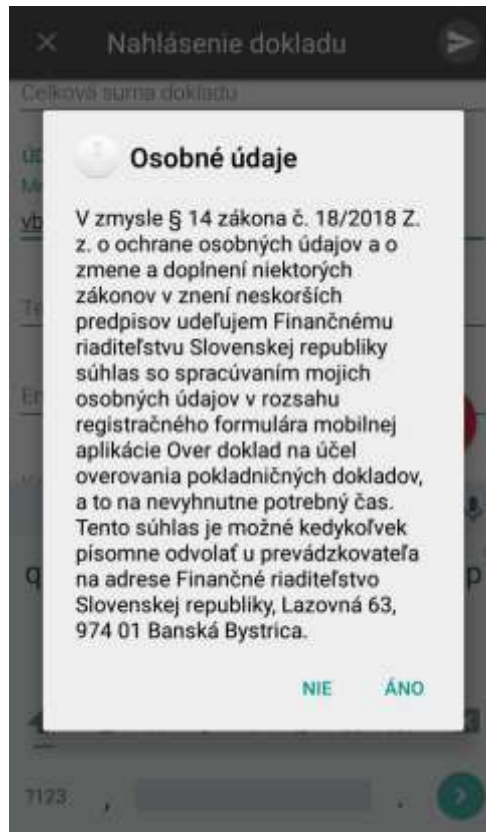 Nahlásenie dokladu
Celková suma dokladu
Osobné údaje
V zmysle § 14 zákona č. 18/2018 Z.
z. o ochrane osobných údajov a o
zmene a doplnení niektorých
zákonov v znení neskorších
predpisov udeľujem Finančnému
riaditeľstvu Slovenskej republiky
súhlas so spracúvaním mojich
osobných údajov v rozsahu
registračného formulára mobilnej
aplikácie Over doklad na účel
overovania pokladničných dokladov,
a to na nevyhnutne potrebný čas.
Tento súhlas je možné kedykoľvek
písomne odvolať u prevádzkovateľa
na adrese Finančné riaditeľstvo
Slovenskej republiky, Lazovná 63,
974 01 Banská Bystrica.
NIE ÁNO
q p
?123 , .